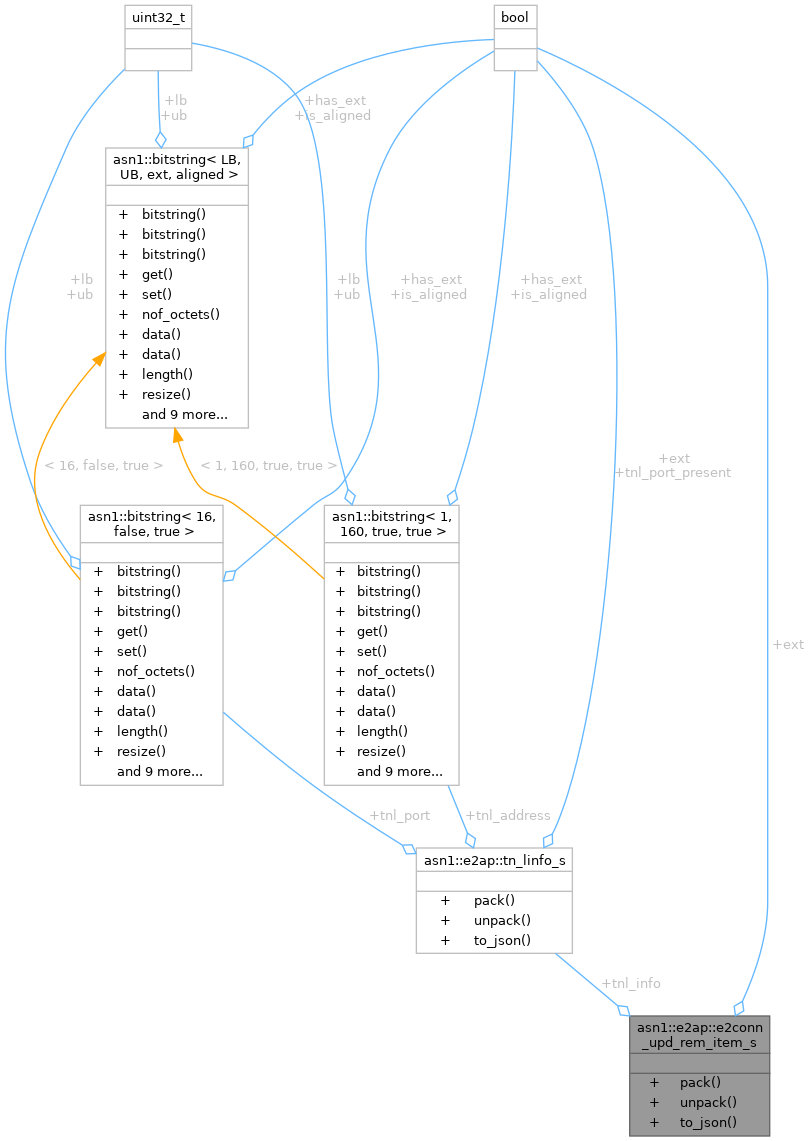 uint32_t
bool
+lb
+ub
+has_ext
+is_aligned
asn1::bitstring< LB,
UB, ext, aligned >
+ bitstring()
+ bitstring()
+ bitstring()
+ get()
+ set()
+ nof_octets()
+ data()
+ data()
+ length()
+ resize()
and 9 more...
+lb
+ub
+lb
+ub
+has_ext
+is_aligned
+has_ext
+is_aligned
< 16, false, true >
< 1, 160, true, true >
+ext
+tnl_port_present
asn1::bitstring< 16,
false, true >
+ bitstring()
+ bitstring()
+ bitstring()
+ get()
+ set()
+ nof_octets()
+ data()
+ data()
+ length()
+ resize()
and 9 more...
asn1::bitstring< 1,
160, true, true >
+ bitstring()
+ bitstring()
+ bitstring()
+ get()
+ set()
+ nof_octets()
+ data()
+ data()
+ length()
+ resize()
and 9 more...
+ext
+tnl_port
+tnl_address
asn1::e2ap::tn_linfo_s
+ pack()
+ unpack()
+ to_json()
+tnl_info
asn1::e2ap::e2conn
_upd_rem_item_s
+ pack()
+ unpack()
+ to_json()